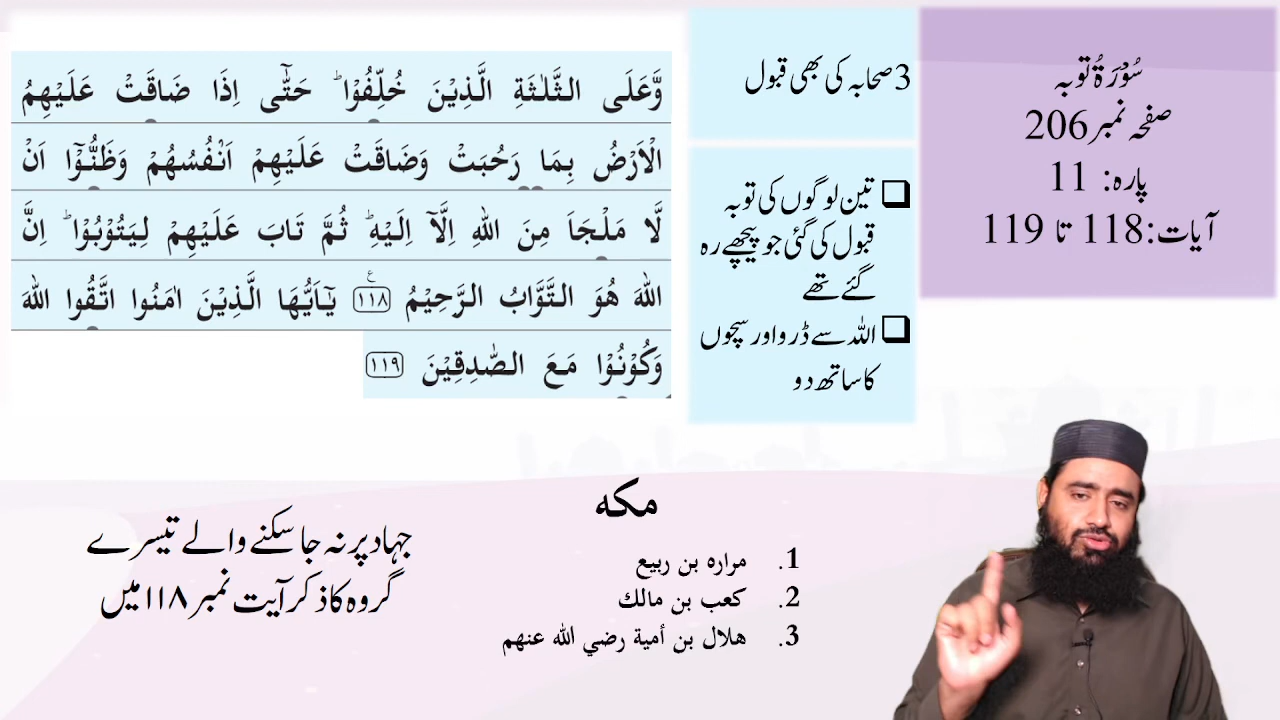 سُوْرَۃُ توبہ
صفحہ نمبر 206
پارہ: 11
آیات: 118 تا 119
3 صحابہ کی بھی قبول
❑ تین لوگوں کی توبہ
قبول کی گئی جو پیچھے رہ
گئے تھے
❑ اللہ سے ڈرو اور سچوں
کا ساتھ دو
وَّعَلَى الثَّلٰثَةِ الَّذِيْنَ خُلِّفُوْا ؕ حَتّٰۤى اِذَا ضَاقَتْ عَلَيْهِمُ
الْاَرْضُ بِمَا رَحُبَتْ وَضَاقَتْ عَلَيْهِمْ اَنْفُسُهُمْ وَظَنُّوْۤا اَنْ
لَّا مَلْجَاَ مِنَ اللّٰهِ اِلَّاۤ اِلَيْهِ ؕ ثُمَّ تَابَ عَلَيْهِمْ لِيَتُوْبُوْا ؕ اِنَّ
اللّٰهَ هُوَ التَّوَّابُ الرَّحِيْمُ ١١٨ ع يٰۤاَيُّهَا الَّذِيْنَ اٰمَنُوا اتَّقُوا اللّٰهَ
وَكُوْنُوْا مَعَ الصّٰدِقِيْنَ ١١٩
مكه
1. مراره بن ربيع
2. كعب بن مالك
3. هلال بن أمية رضي الله عنهم
جہاد پر نہ جا سکنے والے تیسرے
گروہ کا ذکر آیت نمبر ۱۱۸ میں